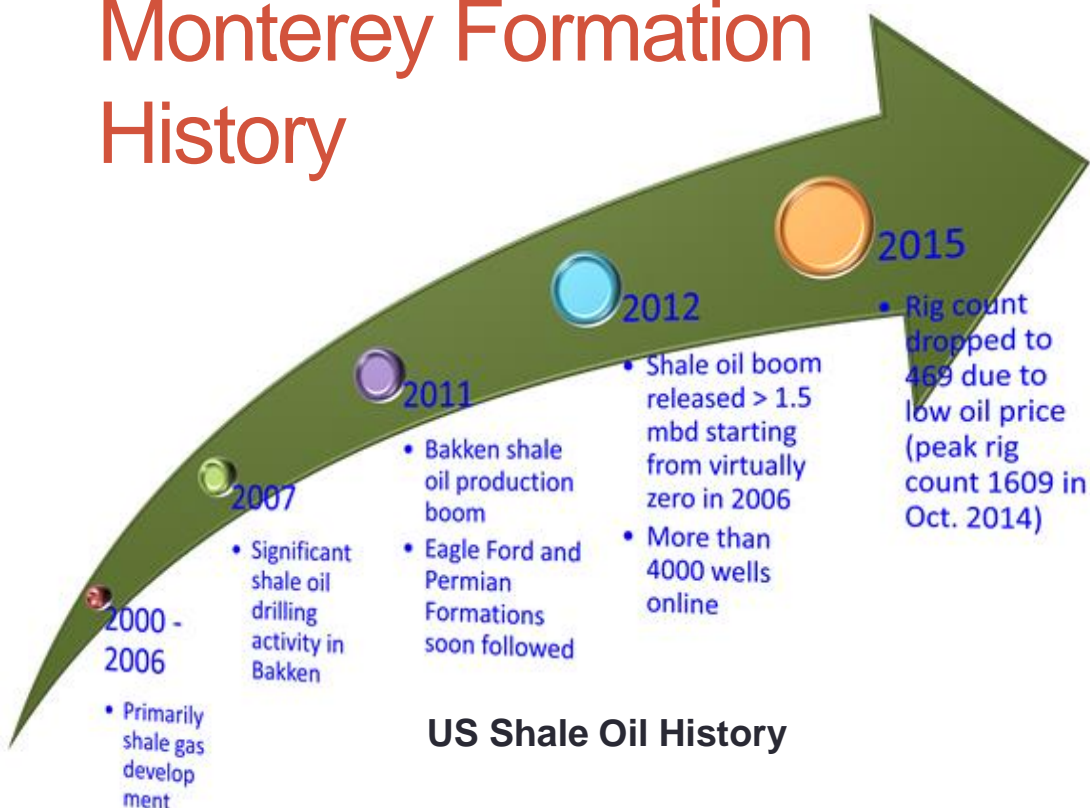 Monterey Formation
History
2000 -
2006
• Primarily
shale gas
develop
ment
2007
• Significant
shale oil
drilling
activity in
Bakken
2011
• Bakken shale
oil production
boom
• Eagle Ford and
Permian
Formations
soon followed
2012
• Shale oil boom
released > 1.5
mbd starting
from virtually
zero in 2006
• More than
4000 wells
online
2015
• Rig count
dropped to
469 due to
low oil price
(peak rig
count 1609 in
Oct. 2014)
US Shale Oil History